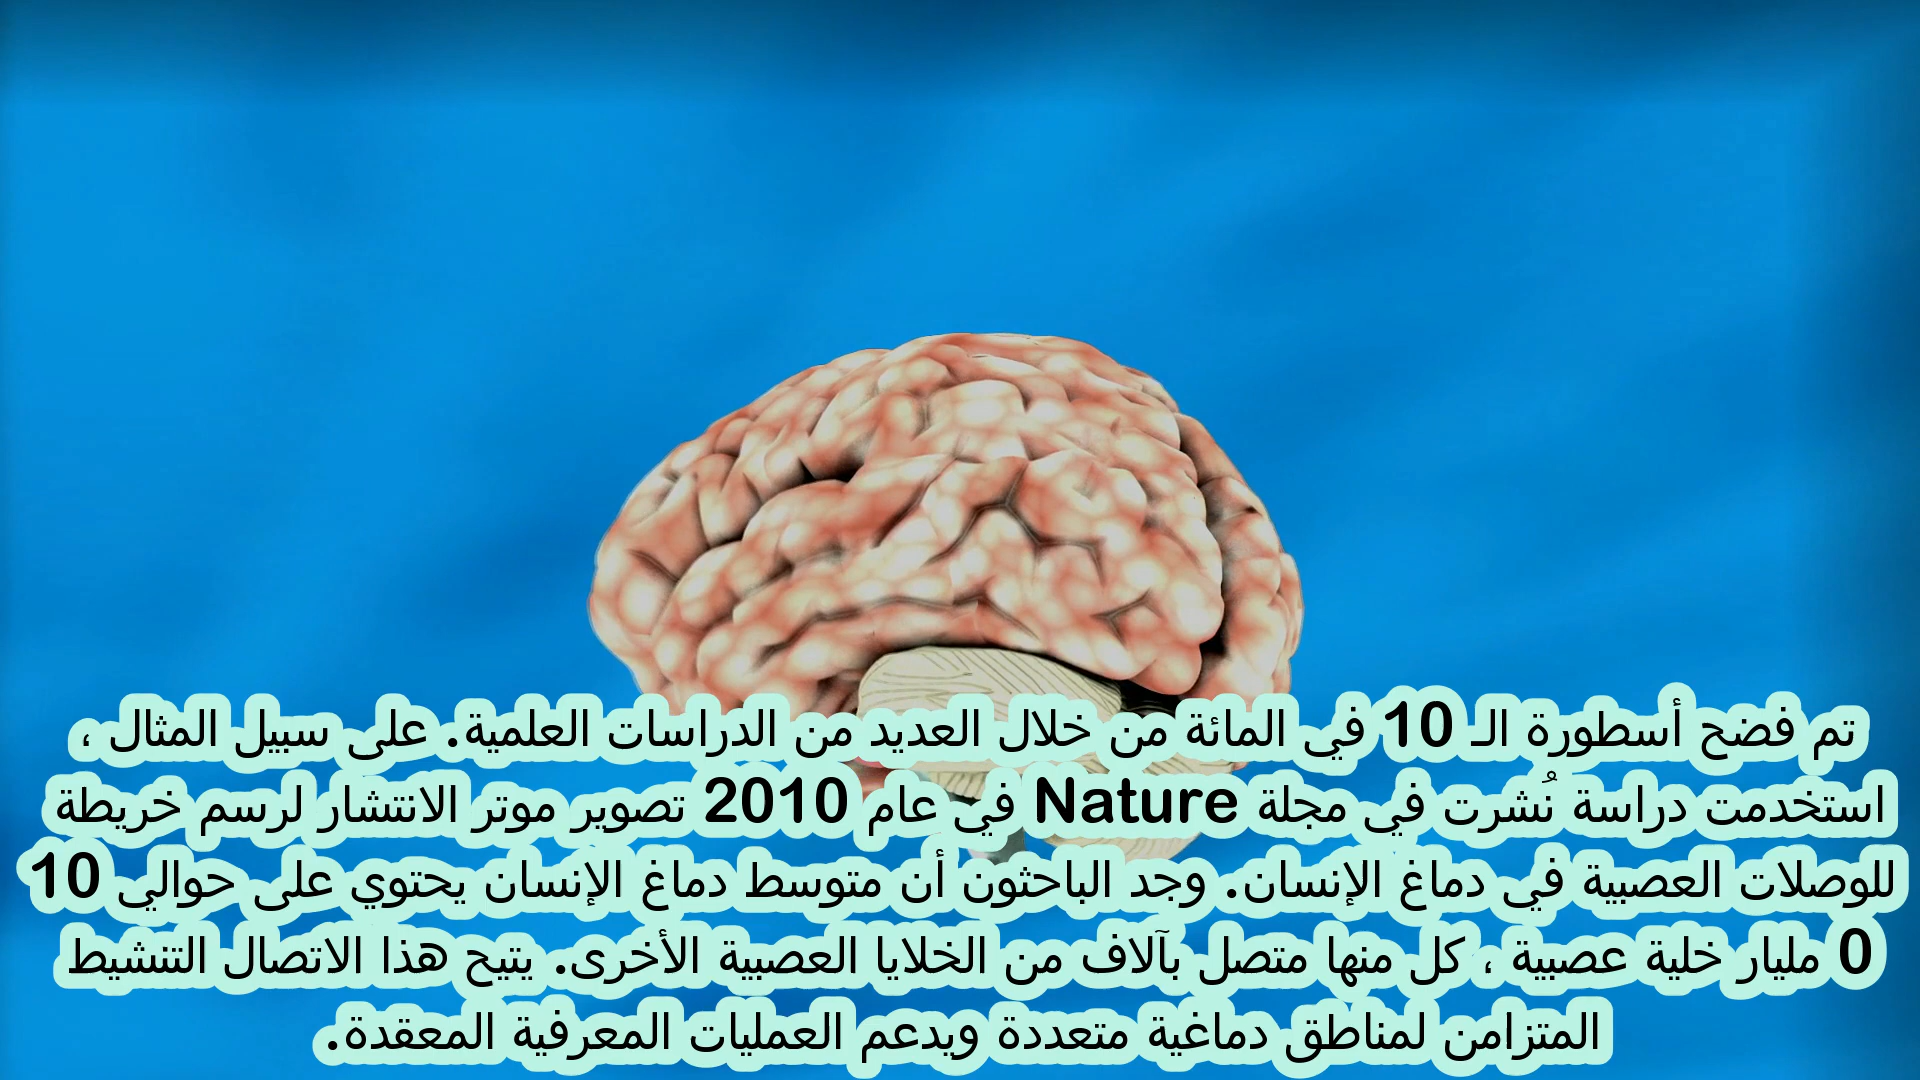 تم فضح أسطورة الـ 10 في المائة من خلال العديد من الدراسات العلمية. على سبيل المثال ،
استخدمت دراسة نُشرت في مجلة Nature في عام 2010 تصوير موتر الانتشار لرسم خريطة
للوصلات العصبية في دماغ الإنسان. وجد الباحثون أن متوسط دماغ الإنسان يحتوي على حوالي 10
0 مليار خلية عصبية ، كل منها متصل بآلاف من الخلايا العصبية الأخرى. يتيح هذا الاتصال التنشيط
المتزامن لمناطق دماغية متعددة ويدعم العمليات المعرفية المعقدة.